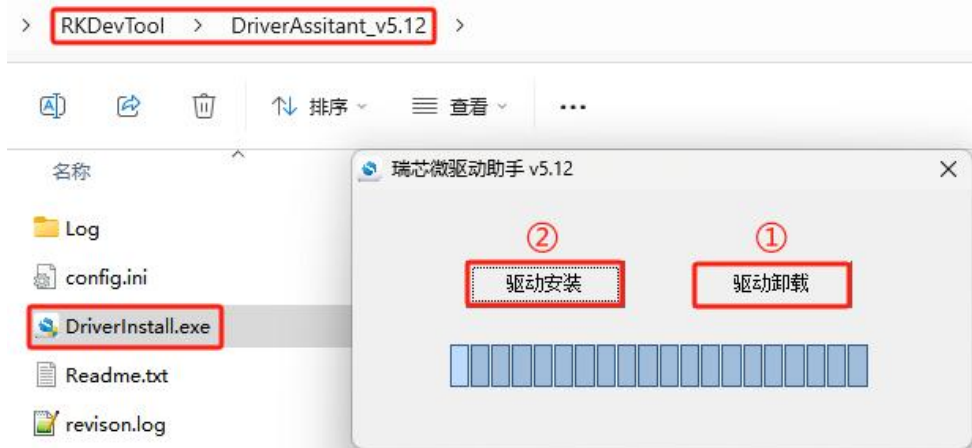 > RKDevTool > DriverAssitant_v5.12 >
排序 查看 ...
名称
Log
config.ini
DriverInstall.exe
Readme.txt
revison.log
瑞芯微驱动助手 v5.12
② ①
驱动安装 驱动卸载